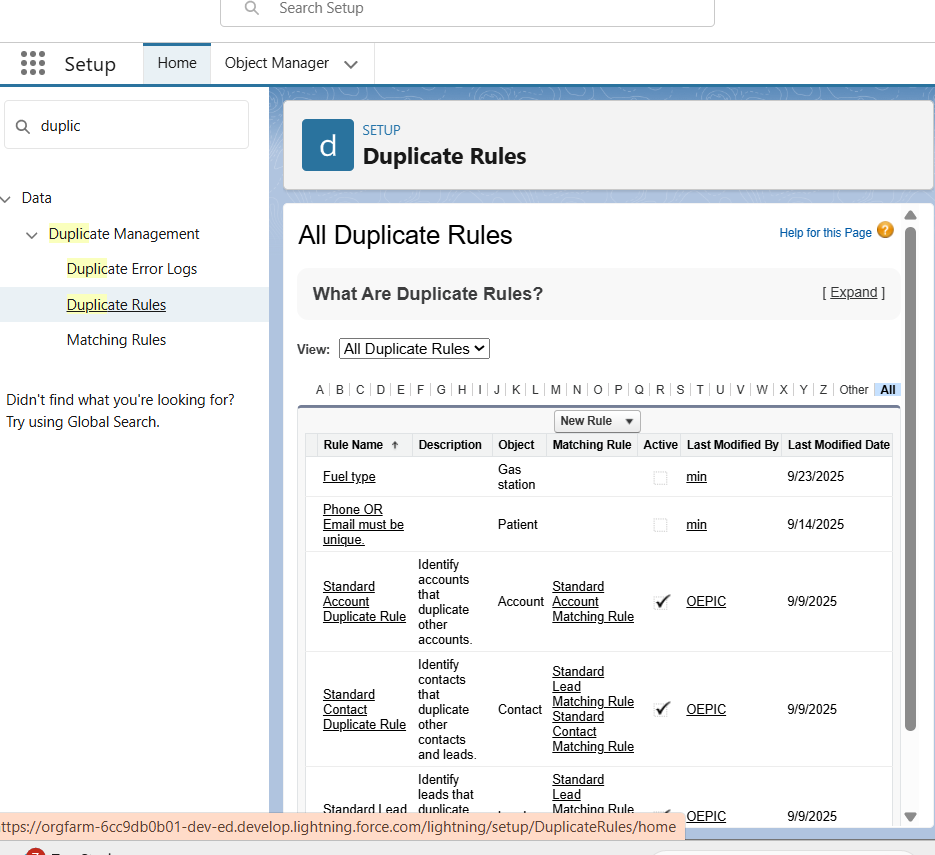 Search Setup
Setup
Home
Object Manager
duplic
Data
Duplicate Management
Duplicate Error Logs
Duplicate Rules
Matching Rules
Didn't find what you're looking for?
Try using Global Search.
d
SETUP
Duplicate Rules
All Duplicate Rules
Help for this Page ?
What Are Duplicate Rules?
[ Expand ]
View: All Duplicate Rules
A | B | C | D | E | F | G | H | I | J | K | L | M | N | O | P | Q | R | S | T | U | V | W | X | Y | Z | Other | All
New Rule
Rule Name ↑ Description Object Matching Rule Active Last Modified By Last Modified Date
Fuel type
Gas
station
min
9/23/2025
Phone OR
Email must be
unique.
Patient
min
9/14/2025
Standard
Account
Duplicate Rule
Identify
accounts
that
duplicate
other
accounts.
Account
Standard
Account
Matching Rule
OEPIC
9/9/2025
Standard
Contact
Duplicate Rule
Identify
contacts
that
duplicate
other
contacts
and leads.
Contact
Standard
Lead
Matching Rule
Standard
Contact
Matching Rule
OEPIC
9/9/2025
Standard Lead
Identify
leads that
duplicate
Standard
Lead
Matching Rule
OEPIC
9/9/2025
ttps://orgfarm-6cc9db0b01-dev-ed.develop.lightning.force.com/lightning/setup/DuplicateRules/home